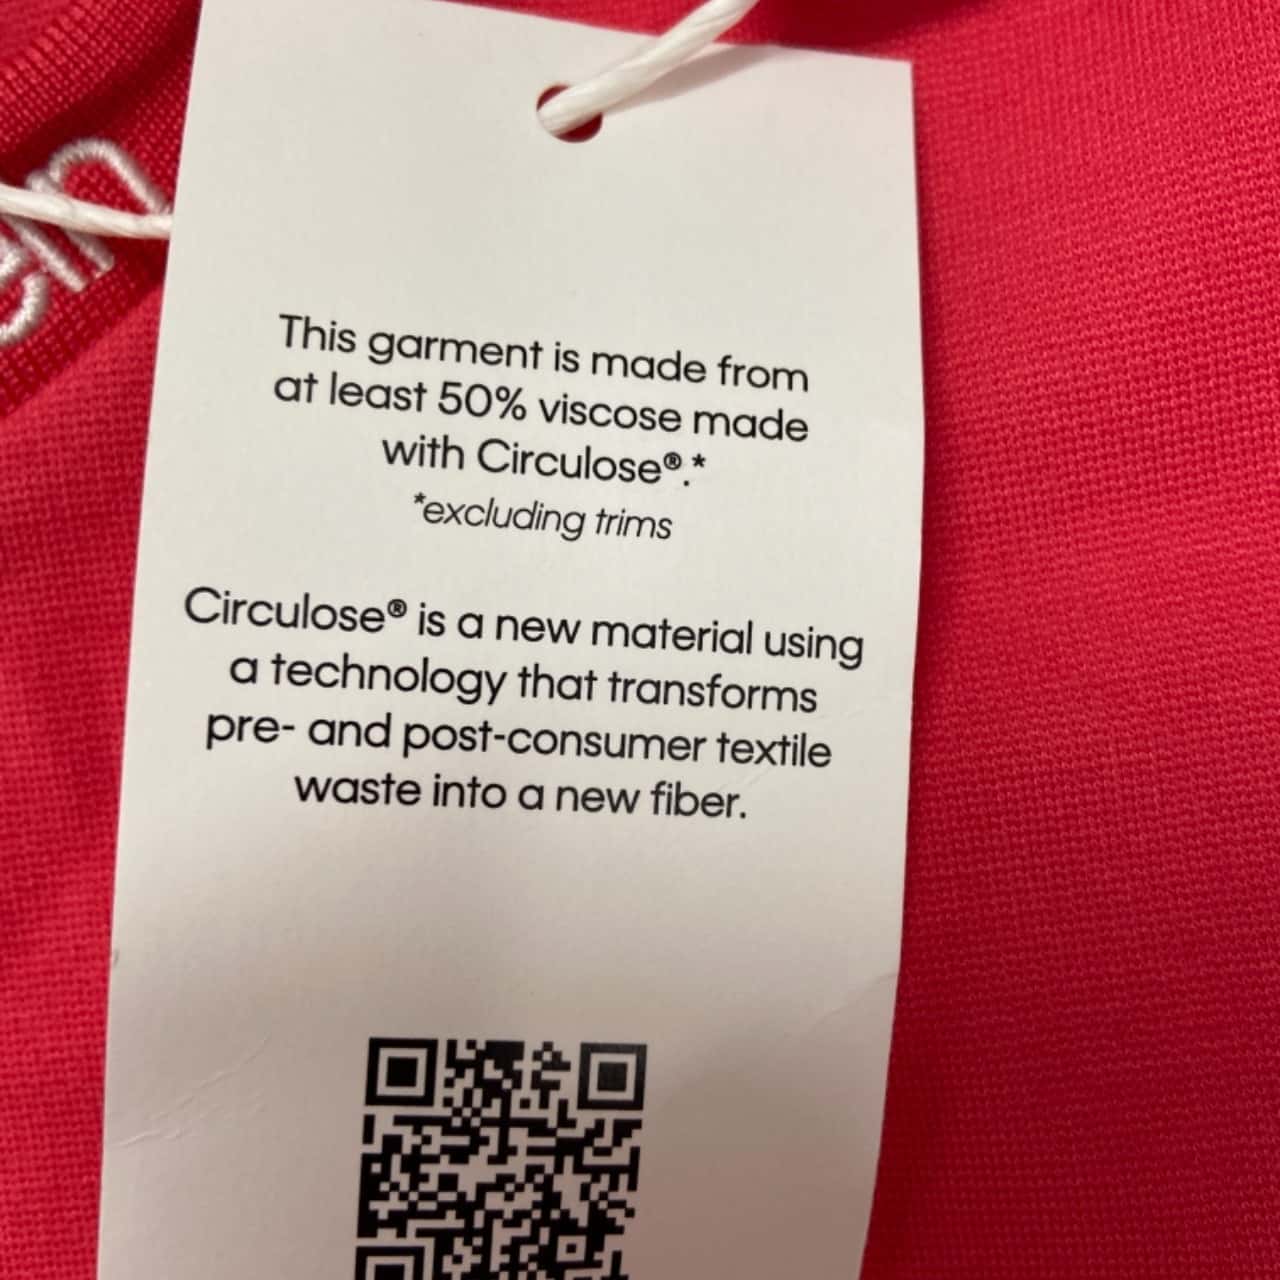 This garment is made from
at least 50% viscose made
with Circulose®.*
*excluding trims
Circulose® is a new material using
a technology that transforms
pre- and post-consumer textile
waste into a new fiber.